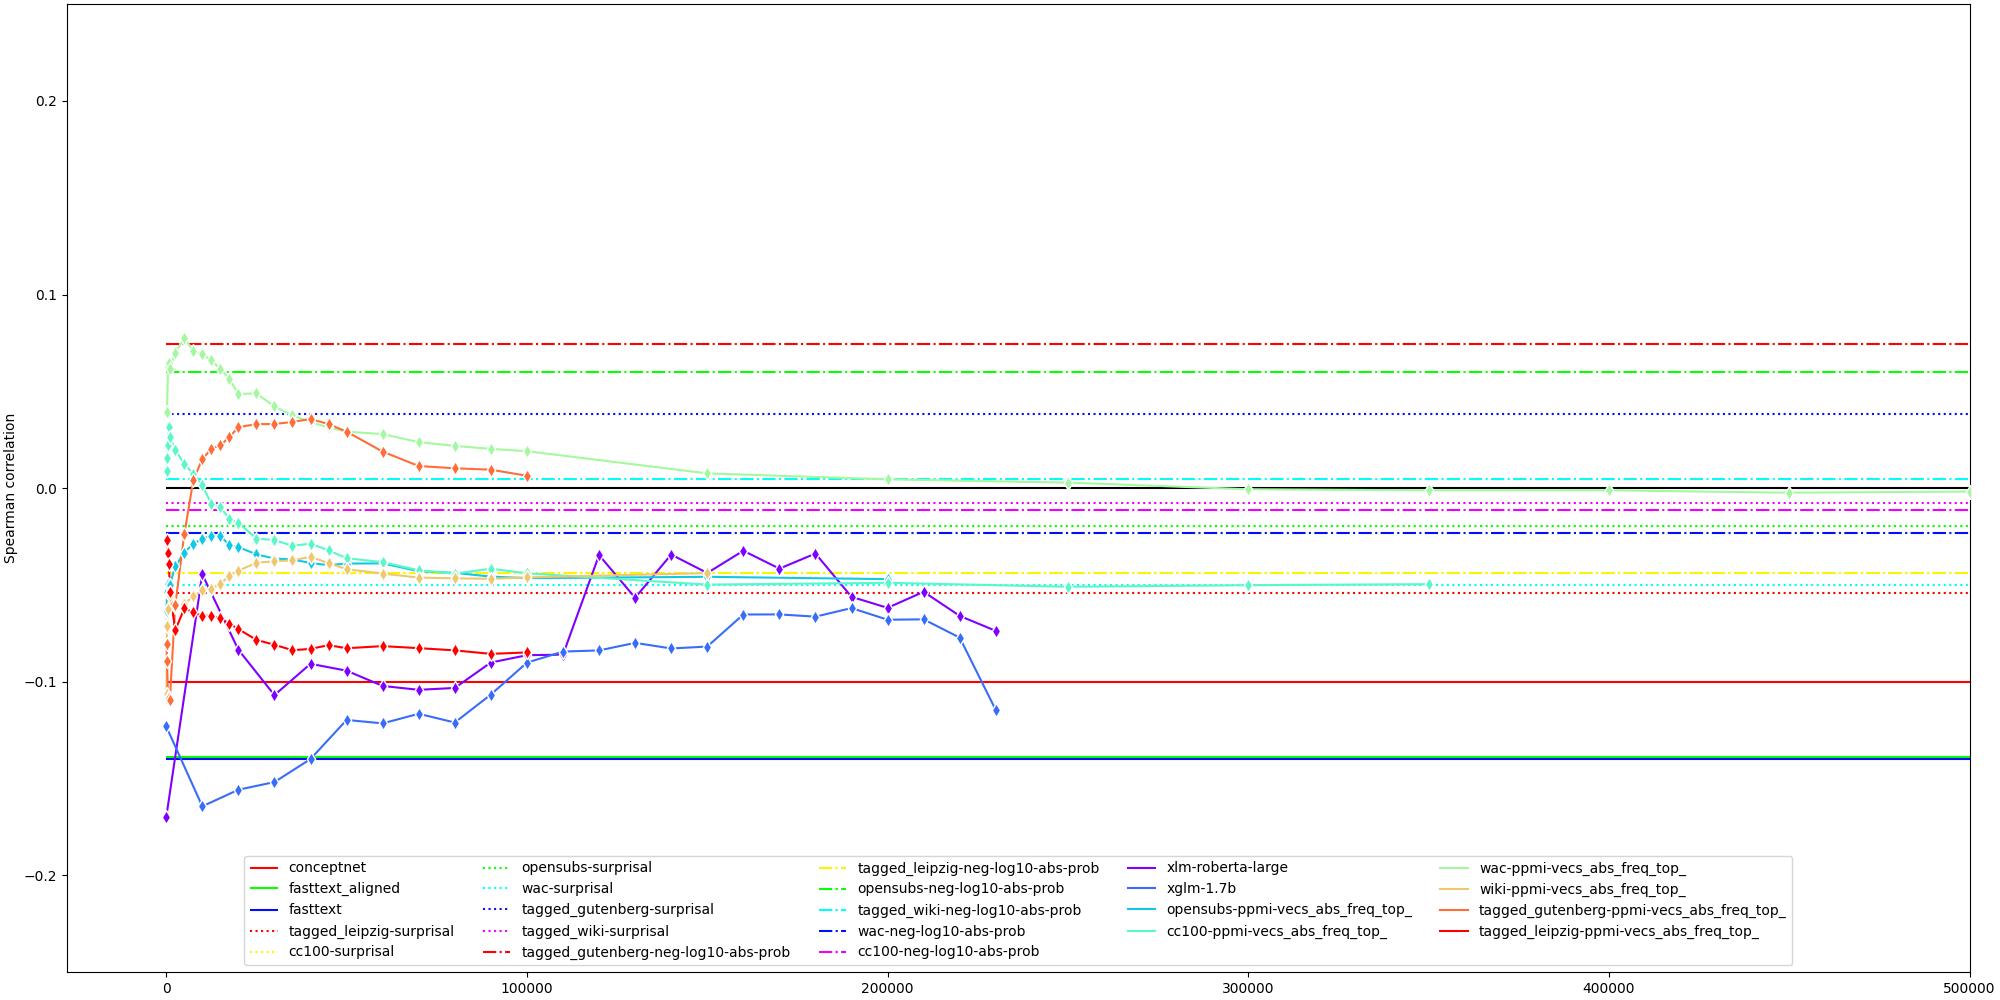 0.2
0.1
0.0
−0.1
−0.2
Spearman correlation
conceptnet
fasttext_aligned
fasttext
tagged_leipzig-surprisal
cc100-surprisal
opensubs-surprisal
wac-surprisal
tagged_gutenberg-surprisal
tagged_wiki-surprisal
tagged_gutenberg-neg-log10-abs-prob
tagged_leipzig-neg-log10-abs-prob
opensubs-neg-log10-abs-prob
tagged_wiki-neg-log10-abs-prob
wac-neg-log10-abs-prob
cc100-neg-log10-abs-prob
xlm-roberta-large
xglm-1.7b
opensubs-ppmi-vecs_abs_freq_top_
cc100-ppmi-vecs_abs_freq_top_
wac-ppmi-vecs_abs_freq_top_
wiki-ppmi-vecs_abs_freq_top_
tagged_gutenberg-ppmi-vecs_abs_freq_top_
tagged_leipzig-ppmi-vecs_abs_freq_top_
0
100000
200000
300000
400000
500000